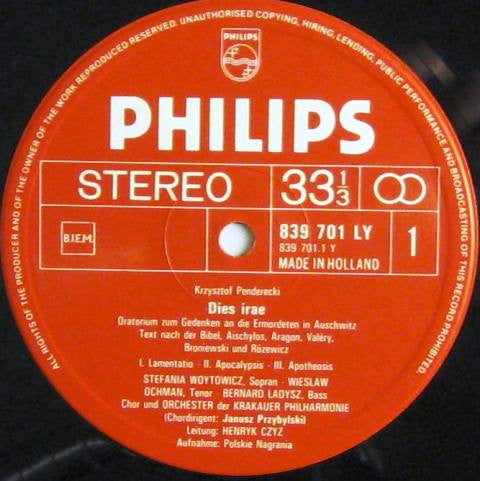 ALL RIGHTS OF THE PRODUCER AND OF THE OWNER OF THE WORK REPRODUCED RESERVED. UNAUTHORISED COPYING, HIRING, LENDING, PUBLIC PERFORMANCE AND BROADCASTING OF THIS RECORD PROHIBITED.
PHILIPS
PHILIPS
STEREO 33 1/3
B.I.E.M. 839 701 LY 1
839 701.1 Y
MADE IN HOLLAND
Krzysztof Penderecki
Dies irae
Oratorium zum Gedenken an die Ermordeten in Auschwitz
Text nach der Bibel, Aischylos, Aragon, Valéry,
Broniewski und Rózewicz
I. Lamentatio - II. Apocalypsis - III. Apotheosis
STEFANIA WOYTOWICZ, Sopran - WIESLAW
OCHMAN, Tenor - BERNARD LADYSZ, Bass
Chor und ORCHESTER der KRAKAUER PHILHARMONIE
(Chordirigent: Janusz Przybylski)
Leitung: HENRYK CZYZ
Aufnahme: Polskie Nagrania